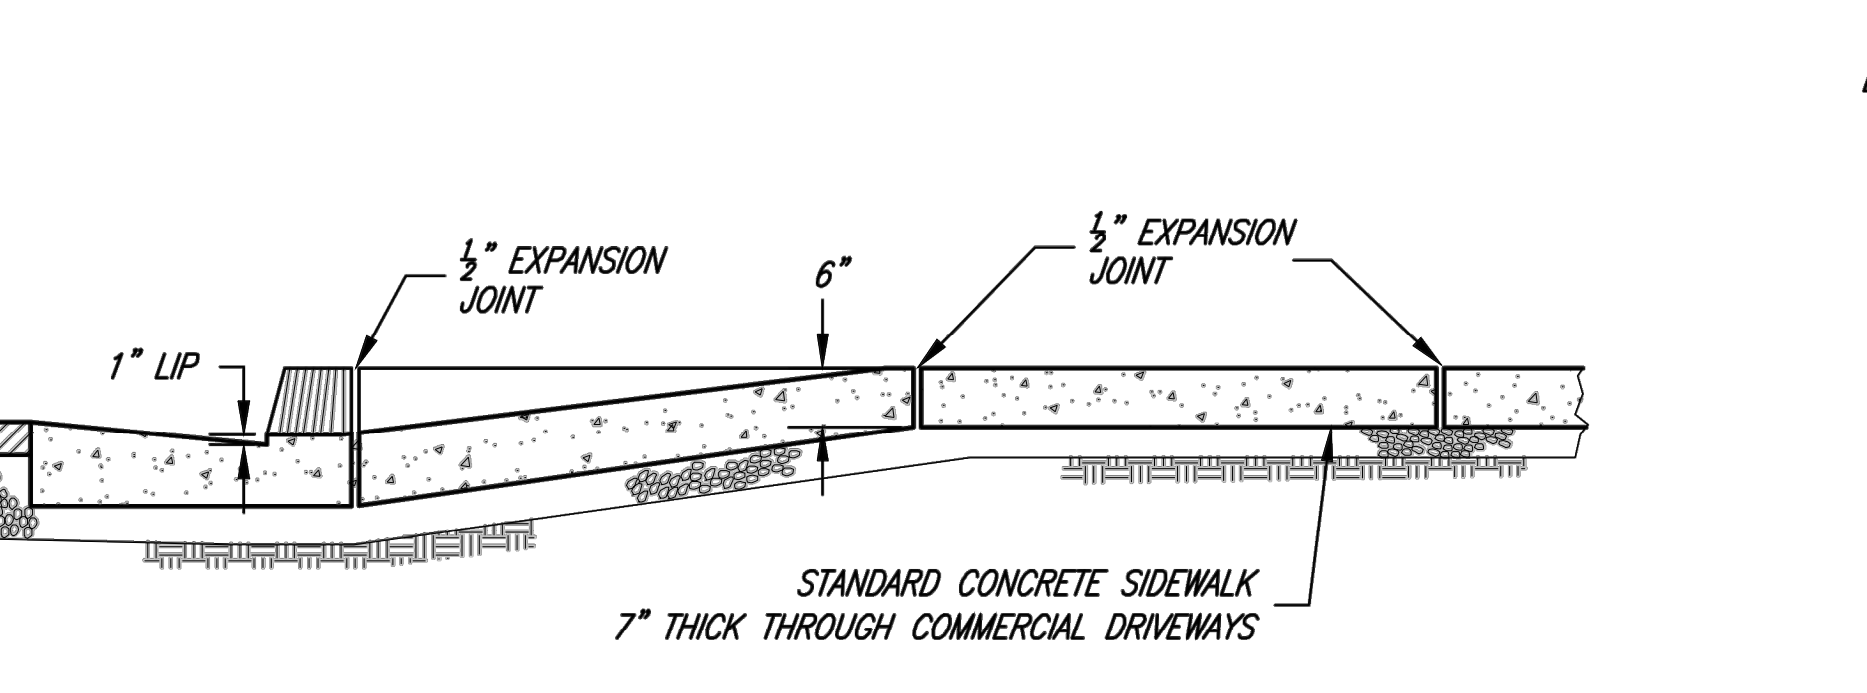 ½" EXPANSION
JOINT
½" EXPANSION
JOINT
6"
1" LIP
STANDARD CONCRETE SIDEWALK
7" THICK THROUGH COMMERCIAL DRIVEWAYS